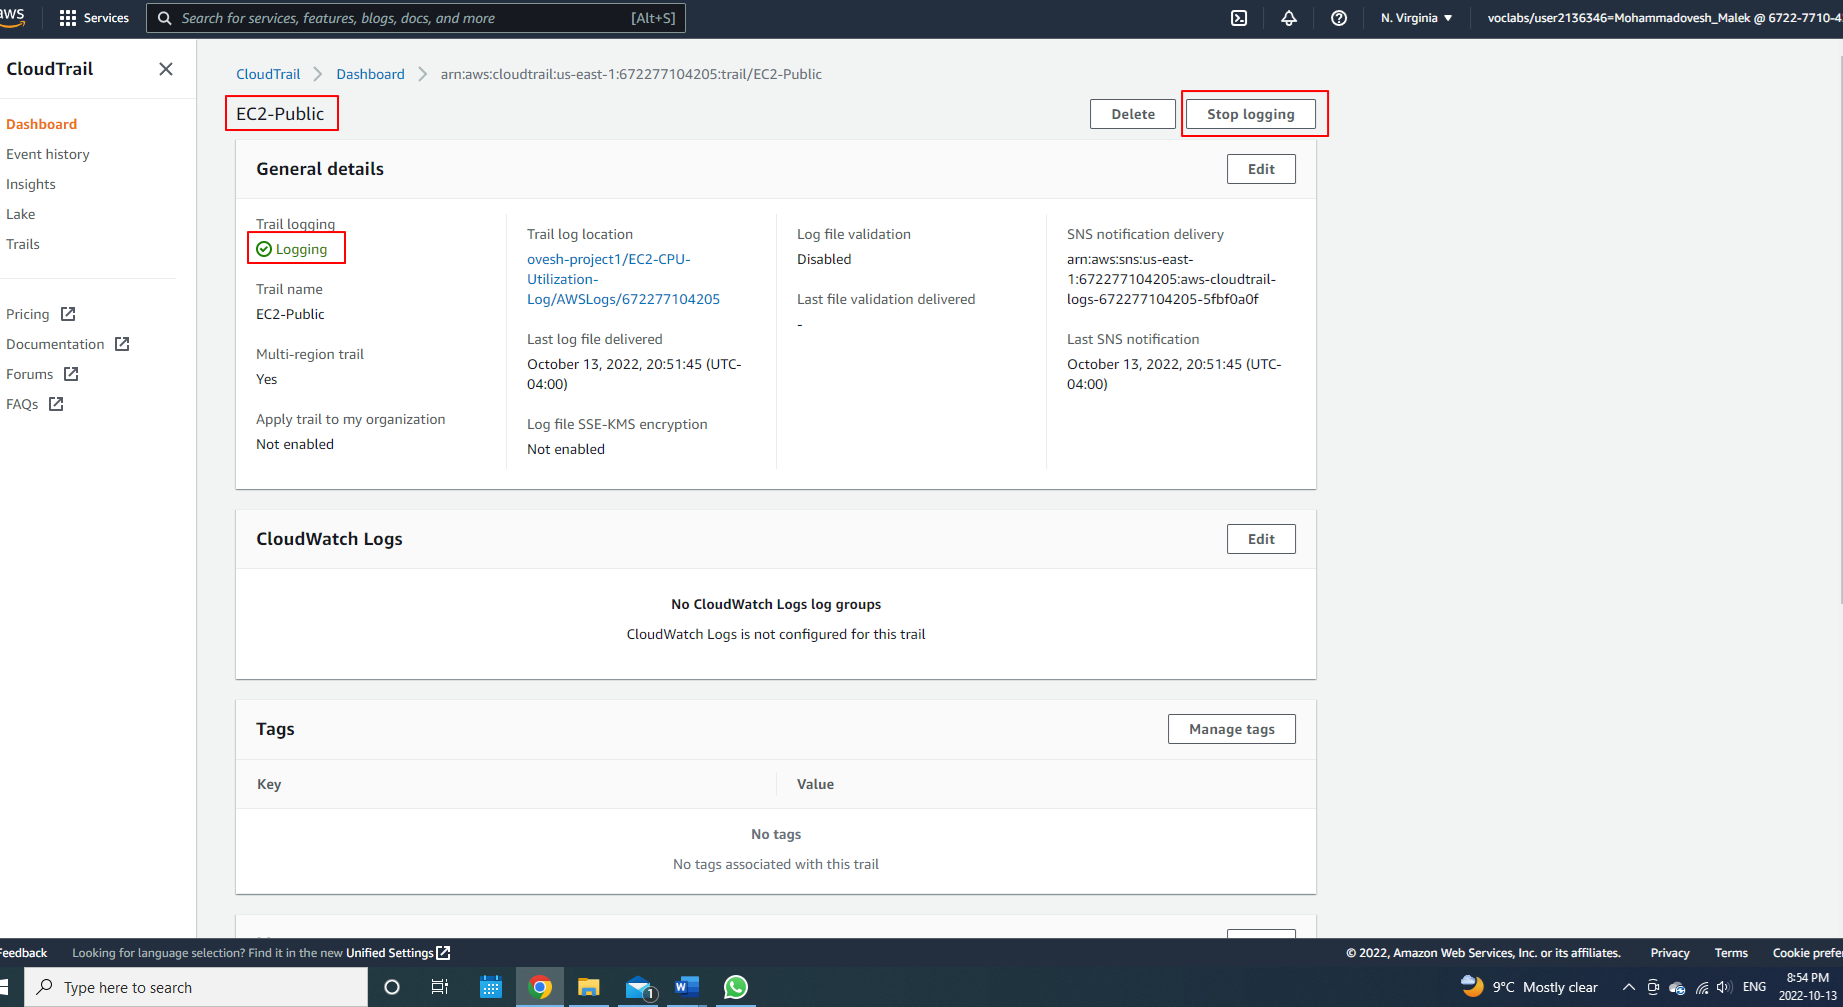 aws
Services
Search for services, features, blogs, docs, and more [Alt+S]
N. Virginia
voclabs/user2136346=Mohammadovesh_Malek @ 6722-7710-4
CloudTrail
Dashboard
Event history
Insights
Lake
Trails
Pricing
Documentation
Forums
FAQs
CloudTrail Dashboard arn:aws:cloudtrail:us-east-1:672277104205:trail/EC2-Public
EC2-Public
Delete
Stop logging
General details
Edit
Trail logging
Logging
Trail name
EC2-Public
Multi-region trail
Yes
Apply trail to my organization
Not enabled
Trail log location
ovesh-project1/EC2-CPU-
Utilization-
Log/AWSLogs/672277104205
Last log file delivered
October 13, 2022, 20:51:45 (UTC-
04:00)
Log file SSE-KMS encryption
Not enabled
Log file validation
Disabled
Last file validation delivered
-
SNS notification delivery
arn:aws:sns:us-east-
1:672277104205:aws-cloudtrail-
logs-672277104205-5fbf0a0f
Last SNS notification
October 13, 2022, 20:51:45 (UTC-
04:00)
CloudWatch Logs
Edit
No CloudWatch Logs log groups
CloudWatch Logs is not configured for this trail
Tags
Manage tags
Key Value
No tags
No tags associated with this trail
Feedback Looking for language selection? Find it in the new Unified Settings
© 2022, Amazon Web Services, Inc. or its affiliates. Privacy Terms Cookie prefe
Type here to search
1
9°C Mostly clear
ENG
8:54 PM
2022-10-13